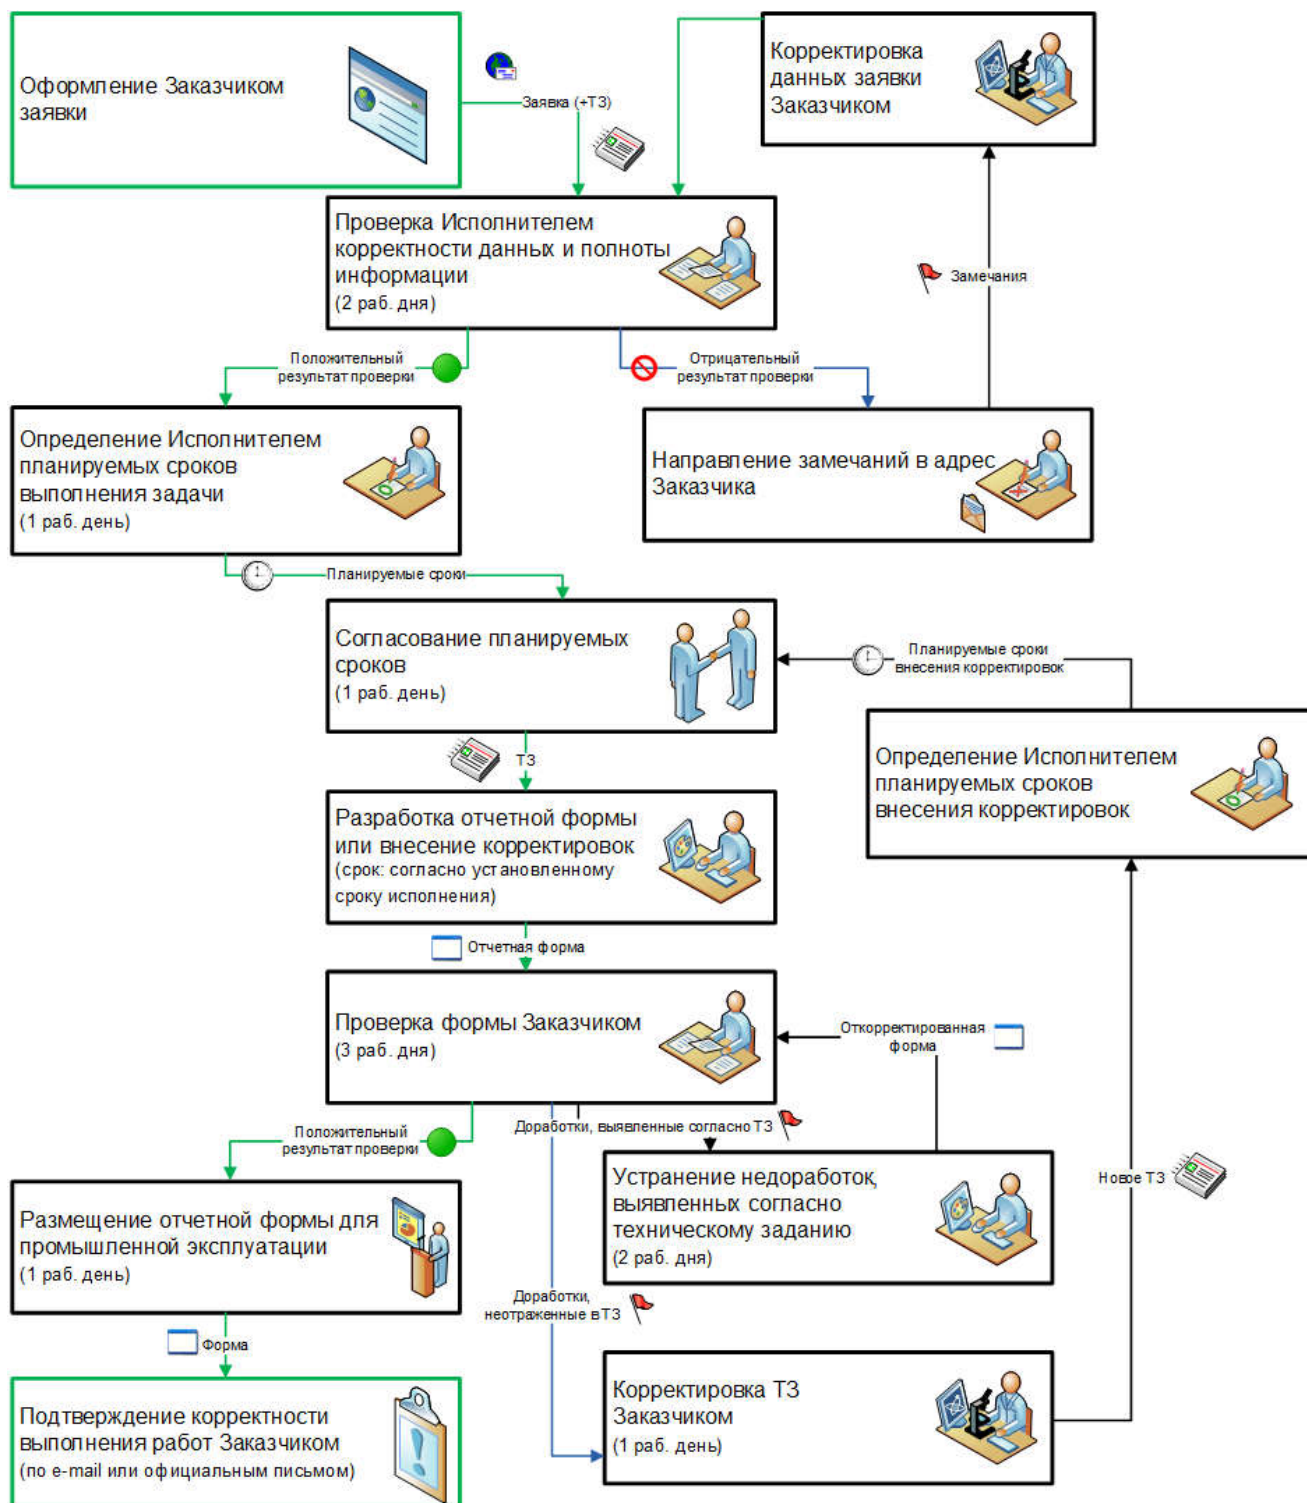 Оформление Заказчиком
заявки
Заявка (+ТЗ)
Корректировка
данных заявки
Заказчиком
Проверка Исполнителем
корректности данных и полноты
информации
(2 раб. дня)
Замечания
Положительный
результат проверки
Отрицательный
результат проверки
Определение Исполнителем
планируемых сроков
выполнения задачи
(1 раб. день)
Направление замечаний в адрес
Заказчика
Планируемые сроки
Согласование планируемых
сроков
(1 раб. день)
Планируемые сроки
внесения корректировок
ТЗ
Определение Исполнителем
планируемых сроков
внесения корректировок
Разработка отчетной формы
или внесение корректировок
(срок: согласно установленному
сроку исполнения)
Отчетная форма
Проверка формы Заказчиком
(3 раб. дня)
Откорректированная
форма
Положительный
результат проверки
Доработки, выявленные согласно ТЗ
Устранение недоработок,
выявленных согласно
техническому заданию
(2 раб. дня)
Новое ТЗ
Размещение отчетной формы для
промышленной эксплуатации
(1 раб. день)
Доработки,
неотраженные в ТЗ
Форма
Подтверждение корректности
выполнения работ Заказчиком
(по e-mail или официальным письмом)
Корректировка ТЗ
Заказчиком
(1 раб. день)